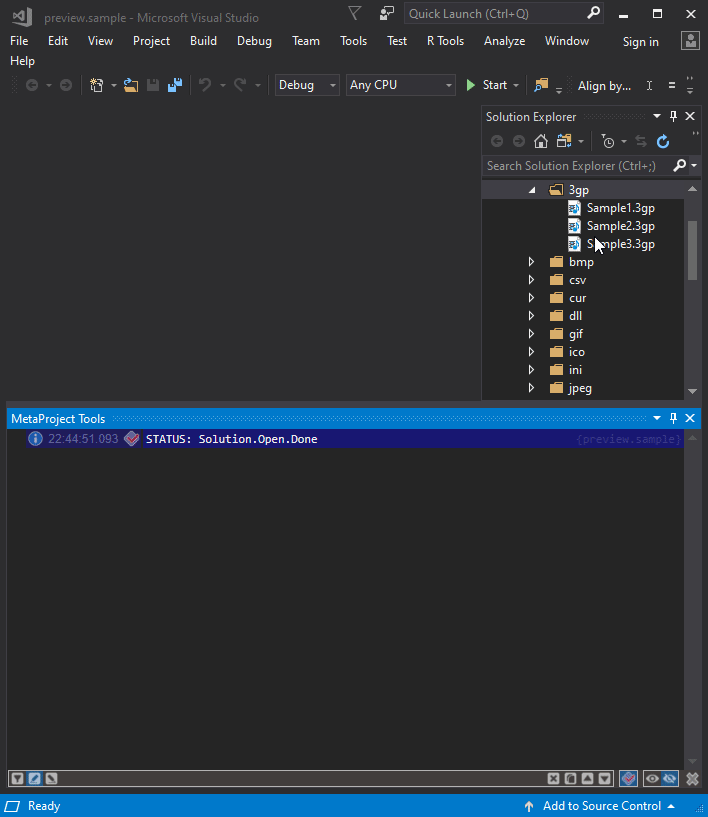 preview.sample - Microsoft Visual Studio
Quick Launch (Ctrl+Q)
File Edit View Project Build Debug Team Tools Test R Tools Analyze Window Sign in
Help
Debug Any CPU Start Align by...
Solution Explorer
Search Solution Explorer (Ctrl+;)
3gp
Sample1.3gp
Sample2.3gp
Sample3.3gp
bmp
csv
cur
dll
gif
ico
ini
jpeg
MetaProject Tools
22:44:51.093 STATUS: Solution.Open.Done {preview.sample}
Ready Add to Source Control